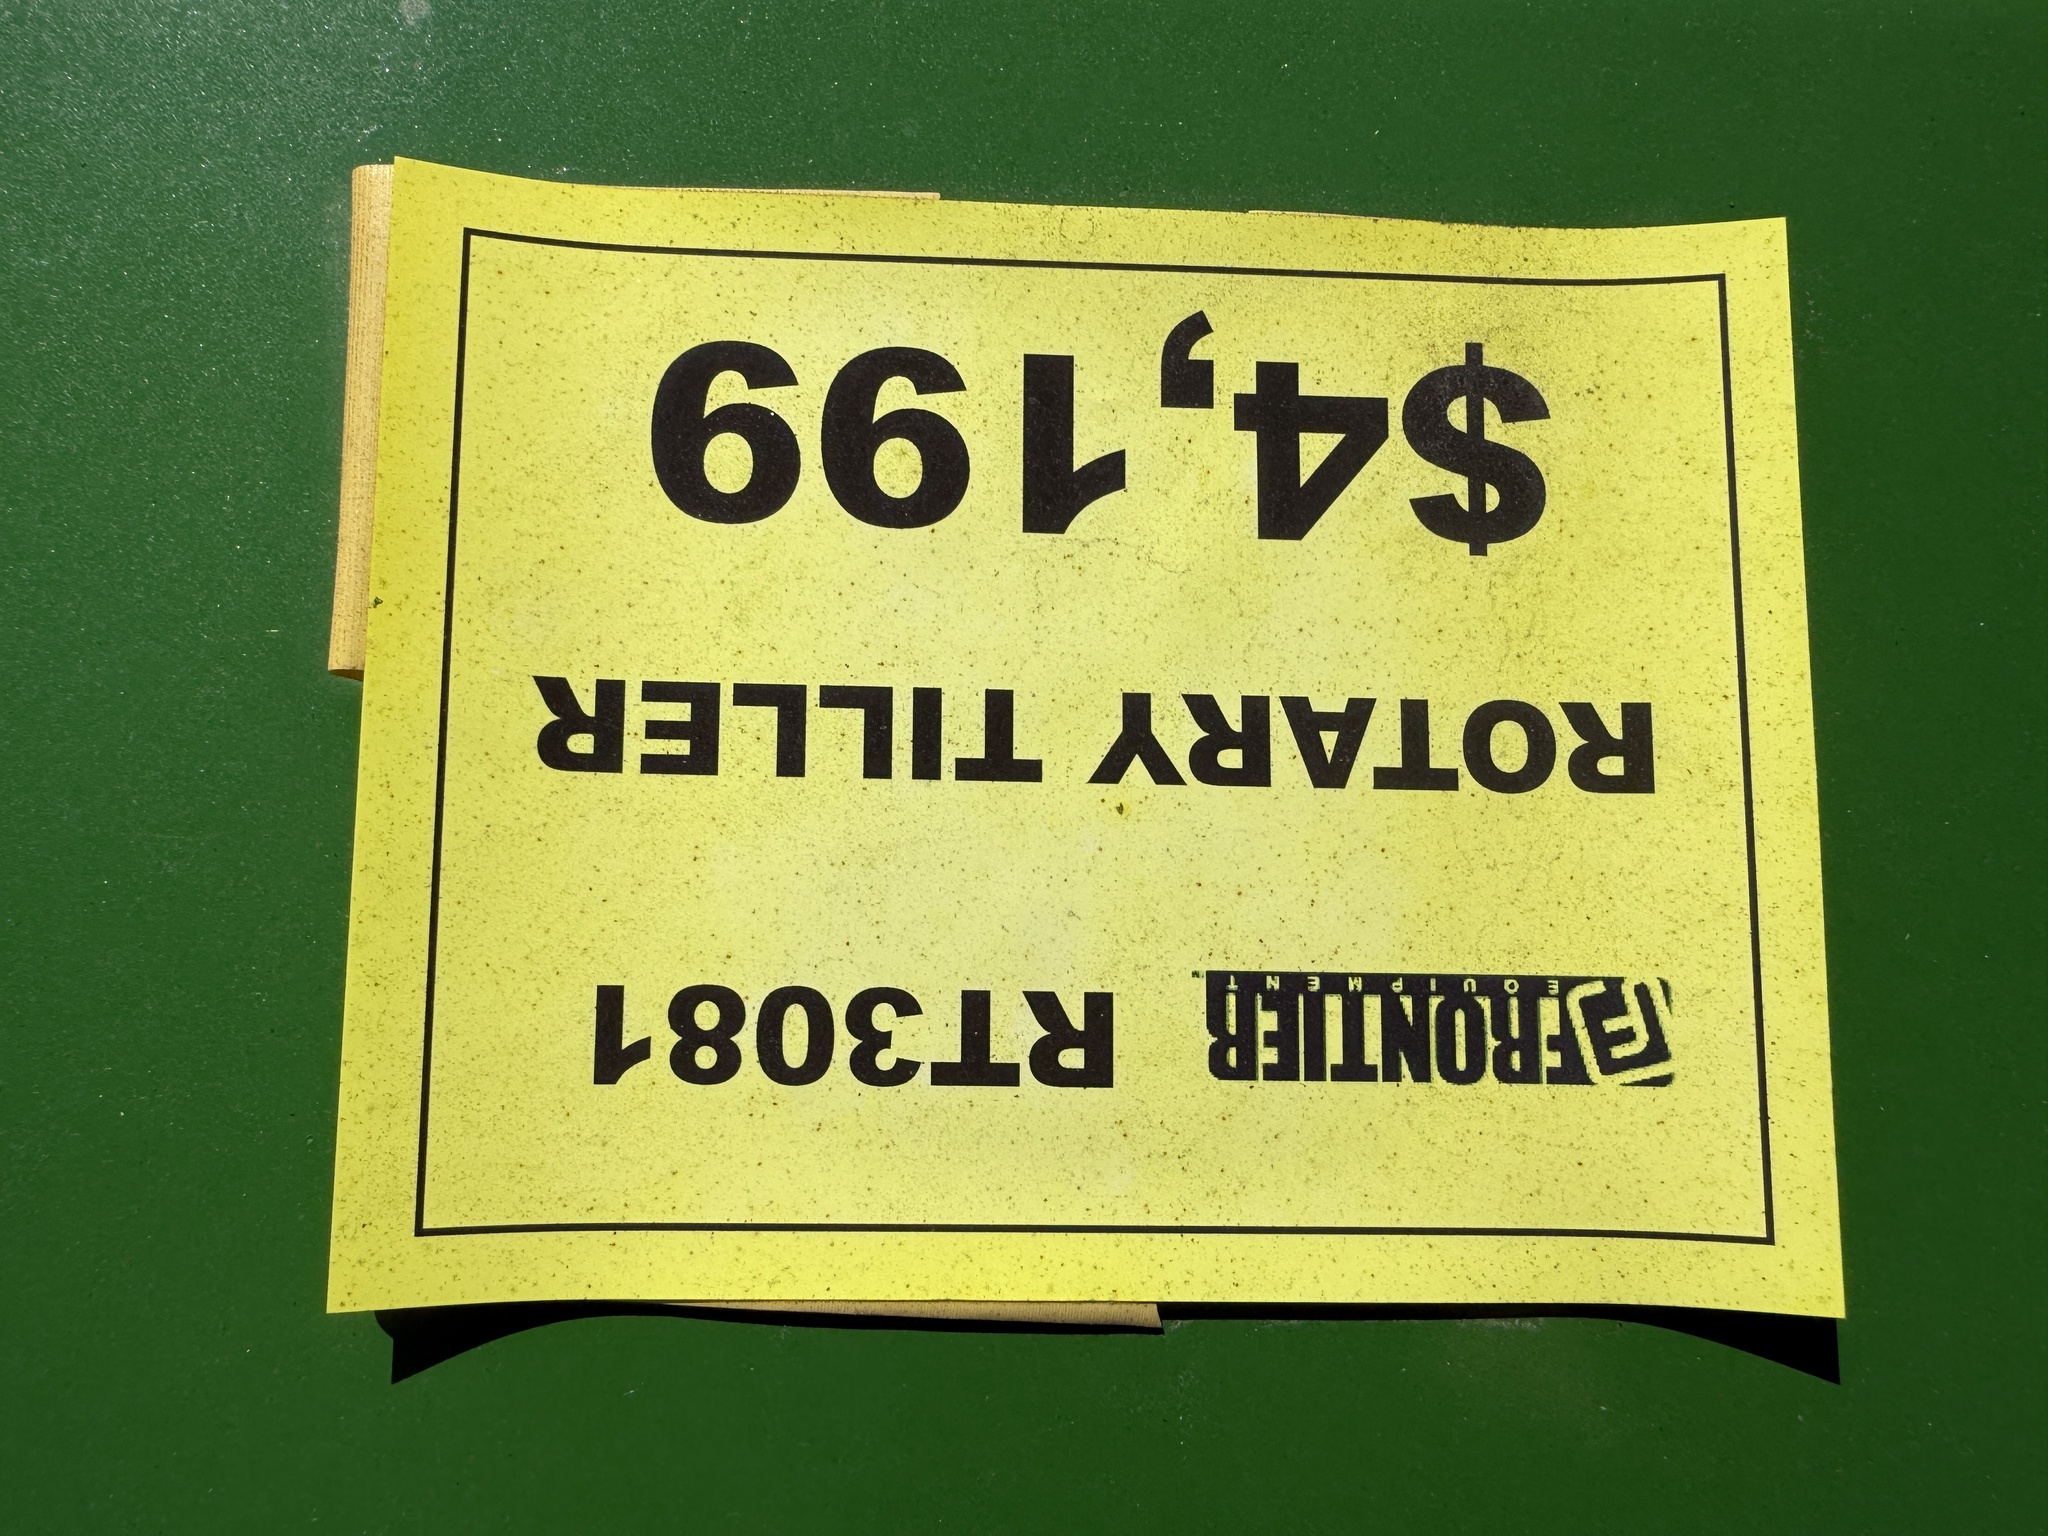 FRONTIER RT3081
EQUIPMENT
ROTARY TILLER
$4,199